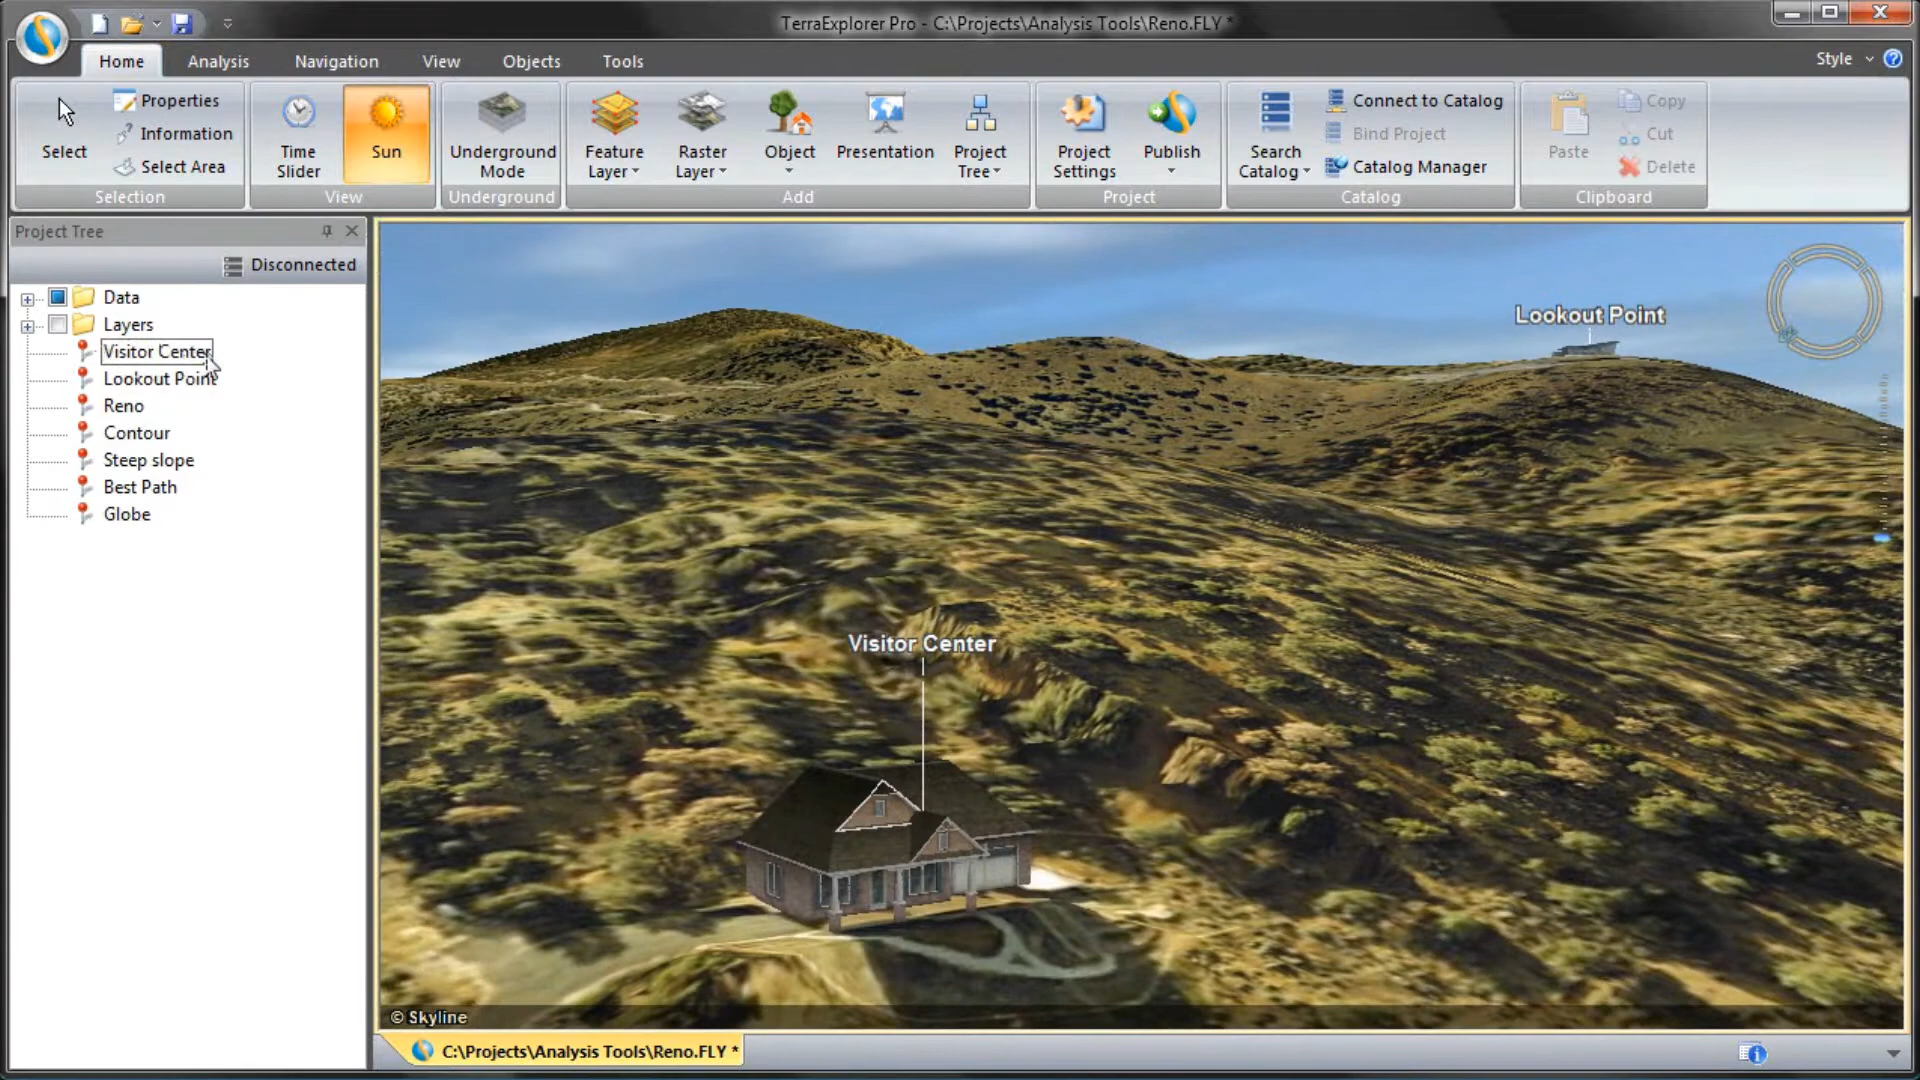 TerraExplorer Pro - C:\Projects\Analysis Tools\Reno.FLY *
Home
Analysis
Navigation
View
Objects
Tools
Style
Select
Properties
Information
Select Area
Selection
Time
Slider
Sun
View
Underground
Mode
Underground
Feature
Layer
Raster
Layer
Object
Presentation
Project
Tree
Add
Project
Settings
Publish
Project
Search
Catalog
Connect to Catalog
Bind Project
Catalog Manager
Catalog
Paste
Copy
Cut
Delete
Clipboard
Project Tree
Disconnected
Data
Layers
Visitor Center
Lookout Point
Reno
Contour
Steep slope
Best Path
Globe
Lookout Point
Visitor Center
© Skyline
C:\Projects\Analysis Tools\Reno.FLY *